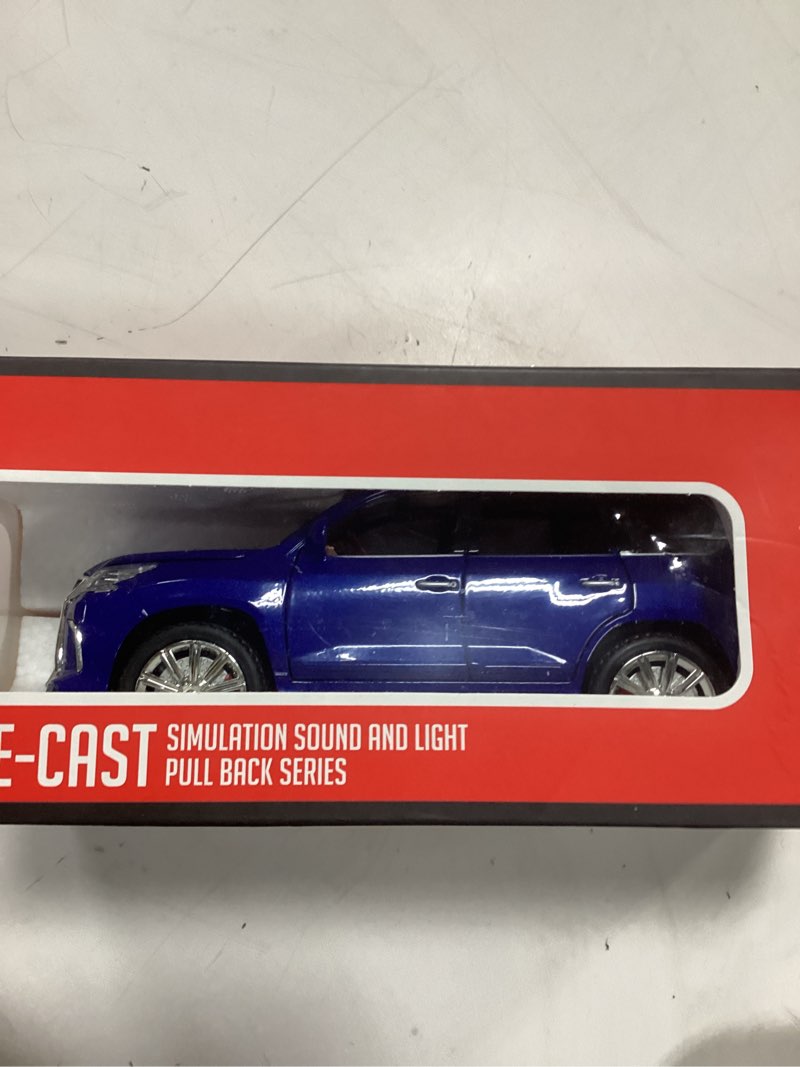 E-CAST
SIMULATION SOUND AND LIGHT
PULL BACK SERIES